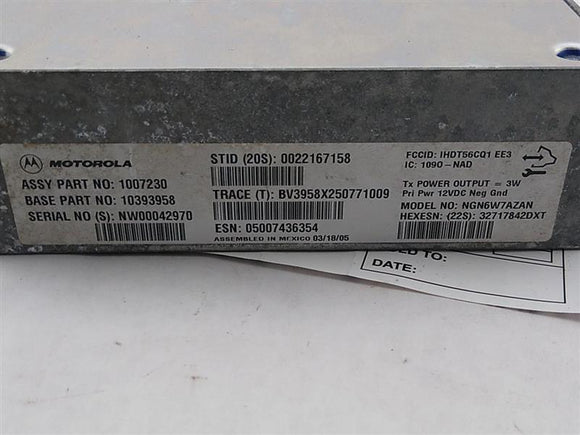 MOTOROLA
ASSY PART NO: 1007230
BASE PART NO: 10393958
SERIAL NO (S): NW00042970
STID (20S): 0022167158
TRACE (T): BV3958X250771009
ESN: 05007436354
ASSEMBLED IN MEXICO 03/18/05
FCCID: IHDT56CQ1 EE3
IC: 109O-NAD
Tx POWER OUTPUT = 3W
Pri Pwr 12VDC Neg Gnd
MODEL NO: NGN6W7AZAN
HEXESN: (22S): 32717842DXT
TO:
DATE: